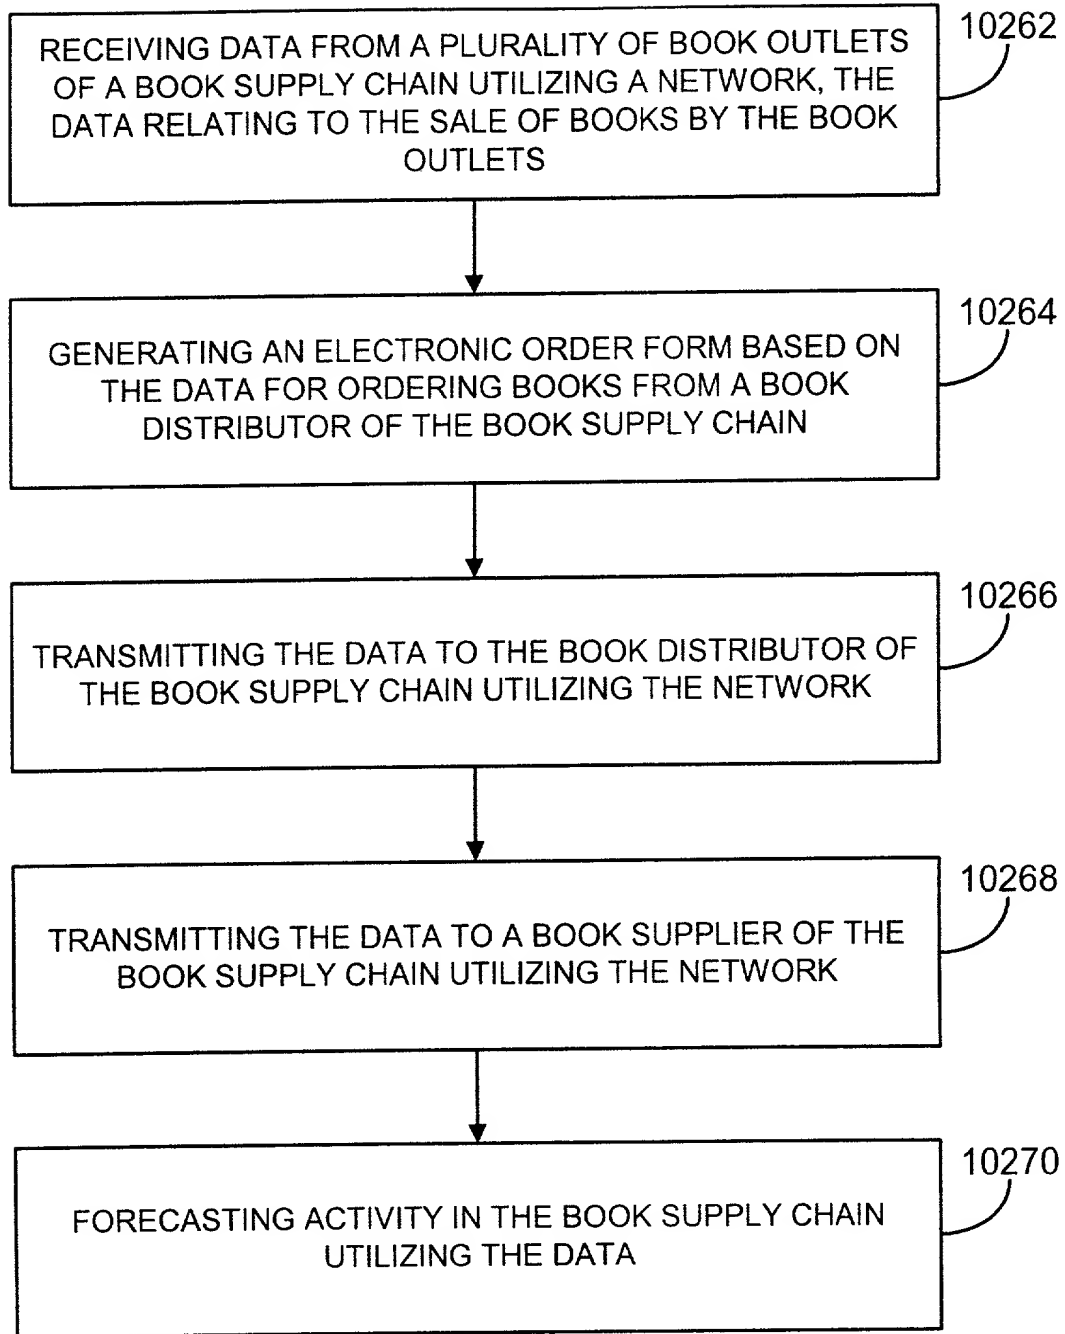 10262
RECEIVING DATA FROM A PLURALITY OF BOOK OUTLETS
OF A BOOK SUPPLY CHAIN UTILIZING A NETWORK, THE
DATA RELATING TO THE SALE OF BOOKS BY THE BOOK
OUTLETS
10264
GENERATING AN ELECTRONIC ORDER FORM BASED ON
THE DATA FOR ORDERING BOOKS FROM A BOOK
DISTRIBUTOR OF THE BOOK SUPPLY CHAIN
10266
TRANSMITTING THE DATA TO THE BOOK DISTRIBUTOR OF
THE BOOK SUPPLY CHAIN UTILIZING THE NETWORK
10268
TRANSMITTING THE DATA TO A BOOK SUPPLIER OF THE
BOOK SUPPLY CHAIN UTILIZING THE NETWORK
10270
FORECASTING ACTIVITY IN THE BOOK SUPPLY CHAIN
UTILIZING THE DATA